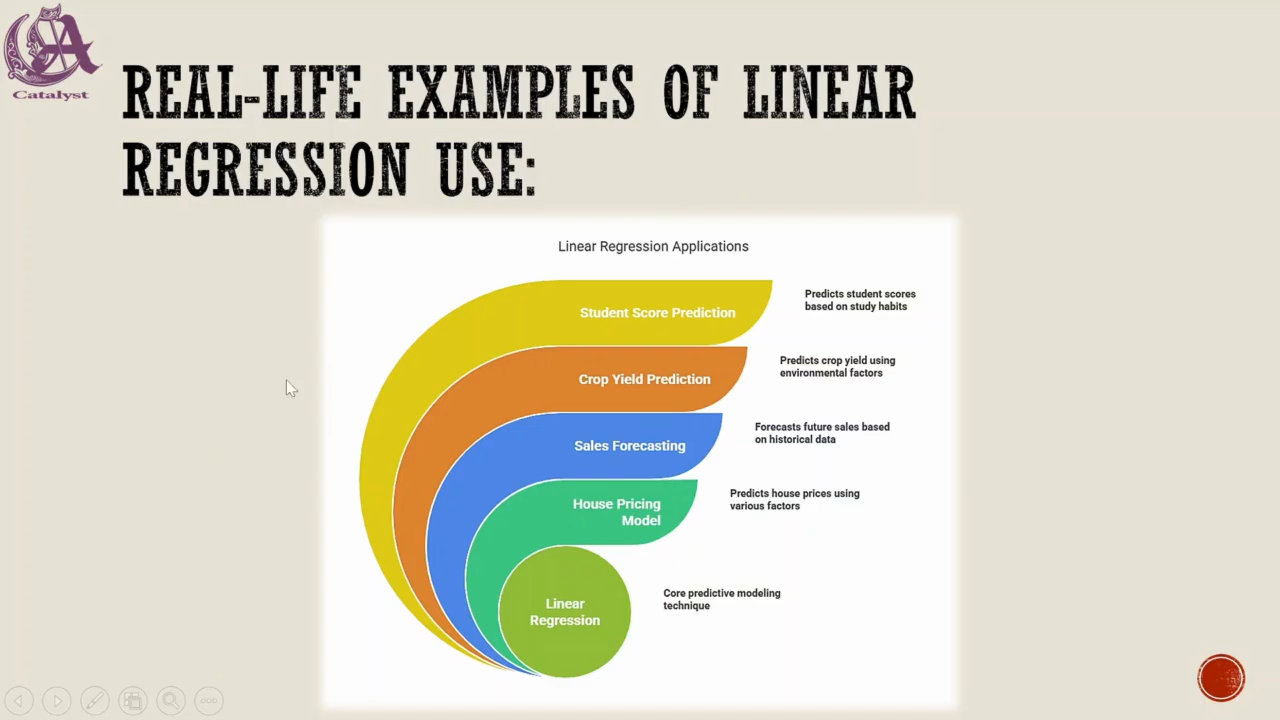 Catalyst
REAL-LIFE EXAMPLES OF LINEAR
REGRESSION USE:
Linear Regression Applications
Student Score Prediction
Predicts student scores
based on study habits
Crop Yield Prediction
Predicts crop yield using
environmental factors
Sales Forecasting
Forecasts future sales based
on historical data
House Pricing
Model
Predicts house prices using
various factors
Linear
Regression
Core predictive modeling
technique